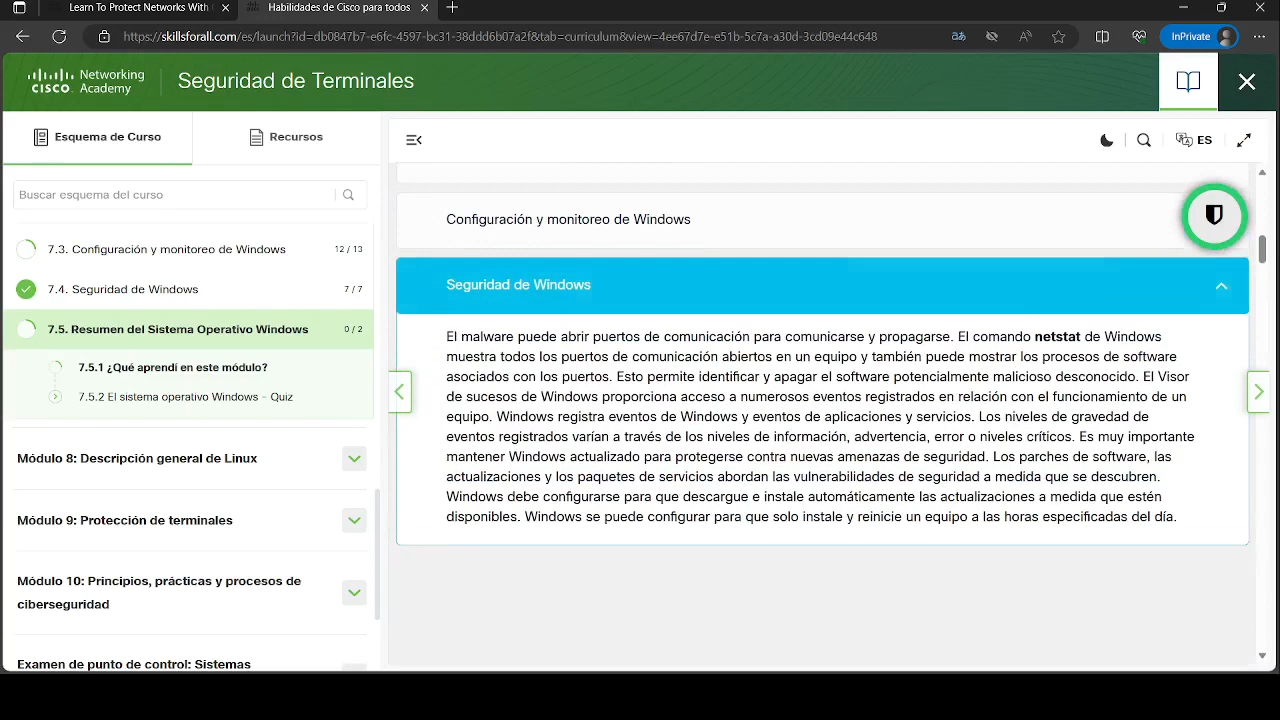 Learn To Protect Networks With
Habilidades de Cisco para todos
https://skillsforall.com/es/launch?id=db0847b7-e6fc-4597-bc31-38ddd6b07a2f&tab=curriculum&view=4ee67d7e-e51b-5c7a-a30d-3cd09e44c648
InPrivate
Networking
CISCO Academy
Seguridad de Terminales
Esquema de Curso
Recursos
ES
Buscar esquema del curso
7.3. Configuración y monitoreo de Windows 12 / 13
7.4. Seguridad de Windows 7 / 7
7.5. Resumen del Sistema Operativo Windows 0 / 2
7.5.1 ¿Qué aprendí en este módulo?
7.5.2 El sistema operativo Windows - Quiz
Módulo 8: Descripción general de Linux
Módulo 9: Protección de terminales
Módulo 10: Principios, prácticas y procesos de
ciberseguridad
Examen de punto de control: Sistemas
Configuración y monitoreo de Windows
Seguridad de Windows
El malware puede abrir puertos de comunicación para comunicarse y propagarse. El comando netstat de Windows
muestra todos los puertos de comunicación abiertos en un equipo y también puede mostrar los procesos de software
asociados con los puertos. Esto permite identificar y apagar el software potencialmente malicioso desconocido. El Visor
de sucesos de Windows proporciona acceso a numerosos eventos registrados en relación con el funcionamiento de un
equipo. Windows registra eventos de Windows y eventos de aplicaciones y servicios. Los niveles de gravedad de
eventos registrados varían a través de los niveles de información, advertencia, error o niveles críticos. Es muy importante
mantener Windows actualizado para protegerse contra nuevas amenazas de seguridad. Los parches de software, las
actualizaciones y los paquetes de servicios abordan las vulnerabilidades de seguridad a medida que se descubren.
Windows debe configurarse para que descargue e instale automáticamente las actualizaciones a medida que estén
disponibles. Windows se puede configurar para que solo instale y reinicie un equipo a las horas especificadas del día.